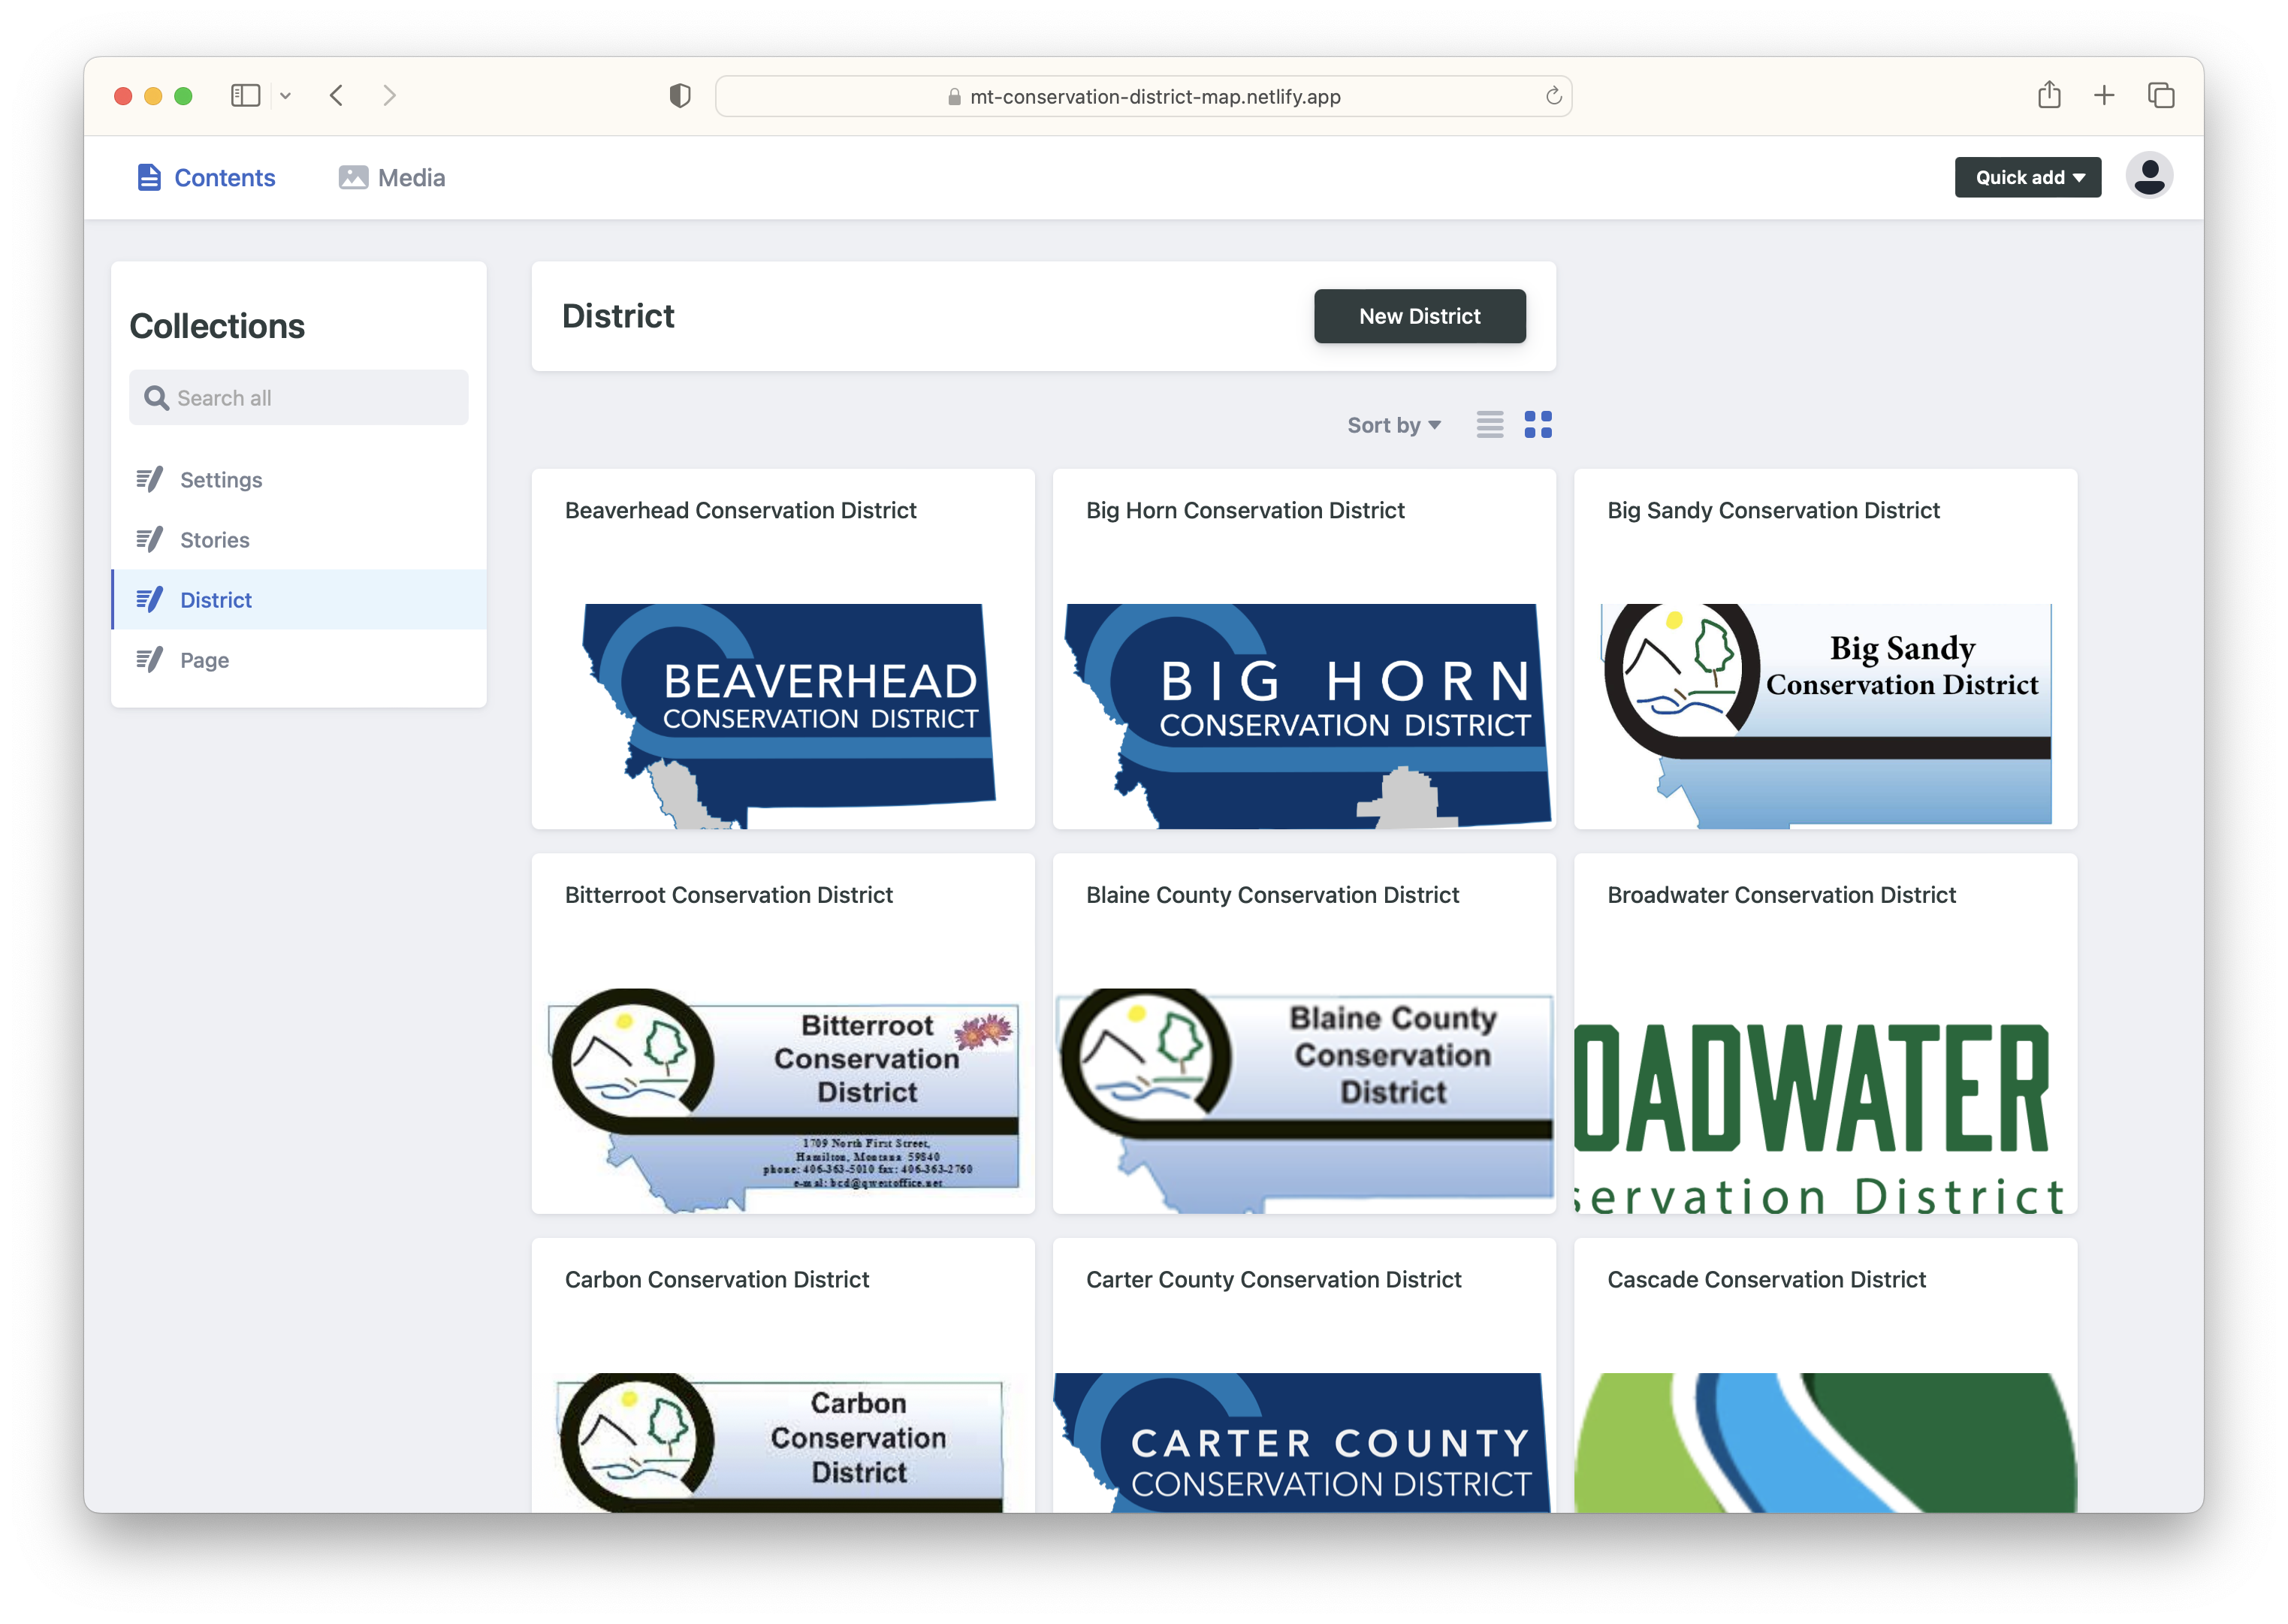 mt-conservation-district-map.netlify.app
Contents
Media
Quick add
Collections
Search all
Settings
Stories
District
Page
District
New District
Sort by
Beaverhead Conservation District
BEAVERHEAD
CONSERVATION DISTRICT
Big Horn Conservation District
BIG HORN
CONSERVATION DISTRICT
Big Sandy Conservation District
Big Sandy
Conservation District
Bitterroot Conservation District
Bitterroot
Conservation
District
1709 North First Street,
Hamilton, Montana 59840
phone: 406-363-5010 fax: 406-363-2760
e-mal: bcd@qwestoffice.net
Blaine County Conservation District
Blaine County
Conservation
District
Broadwater Conservation District
OADWATER
servation District
Carbon Conservation District
Carbon
Conservation
District
Carter County Conservation District
CARTER COUNTY
CONSERVATION DISTRICT
Cascade Conservation District